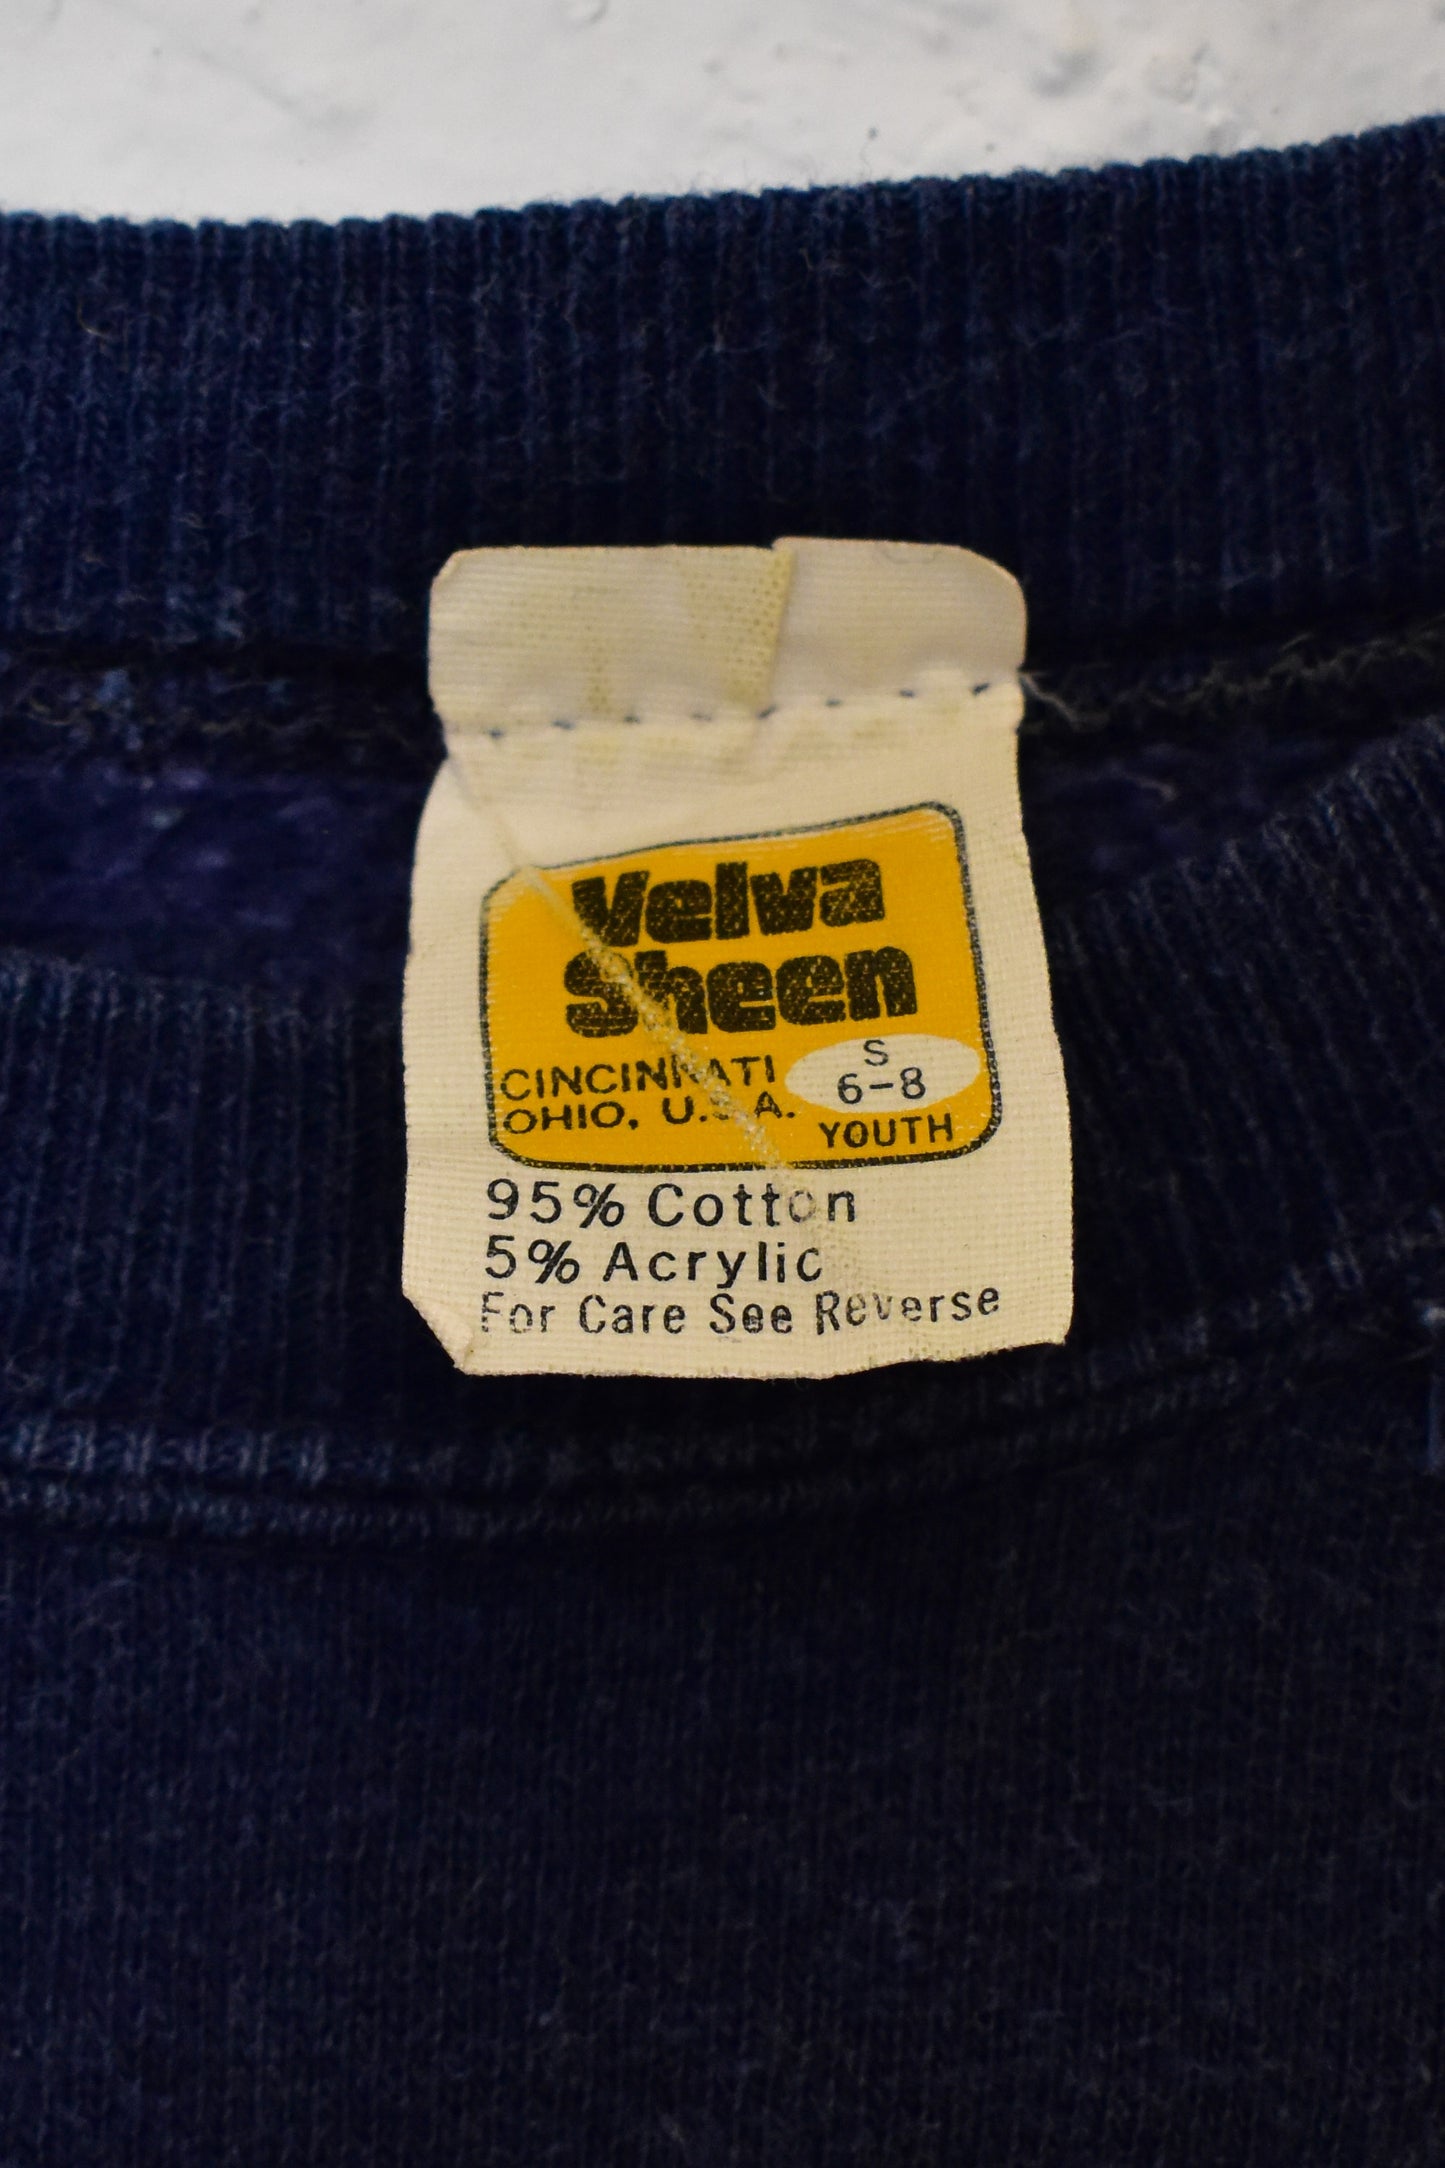 Velva
Sheen
CINCINNATI
OHIO, U.S.A.
S
6-8
YOUTH
95% Cotton
5% Acrylic
For Care See Reverse